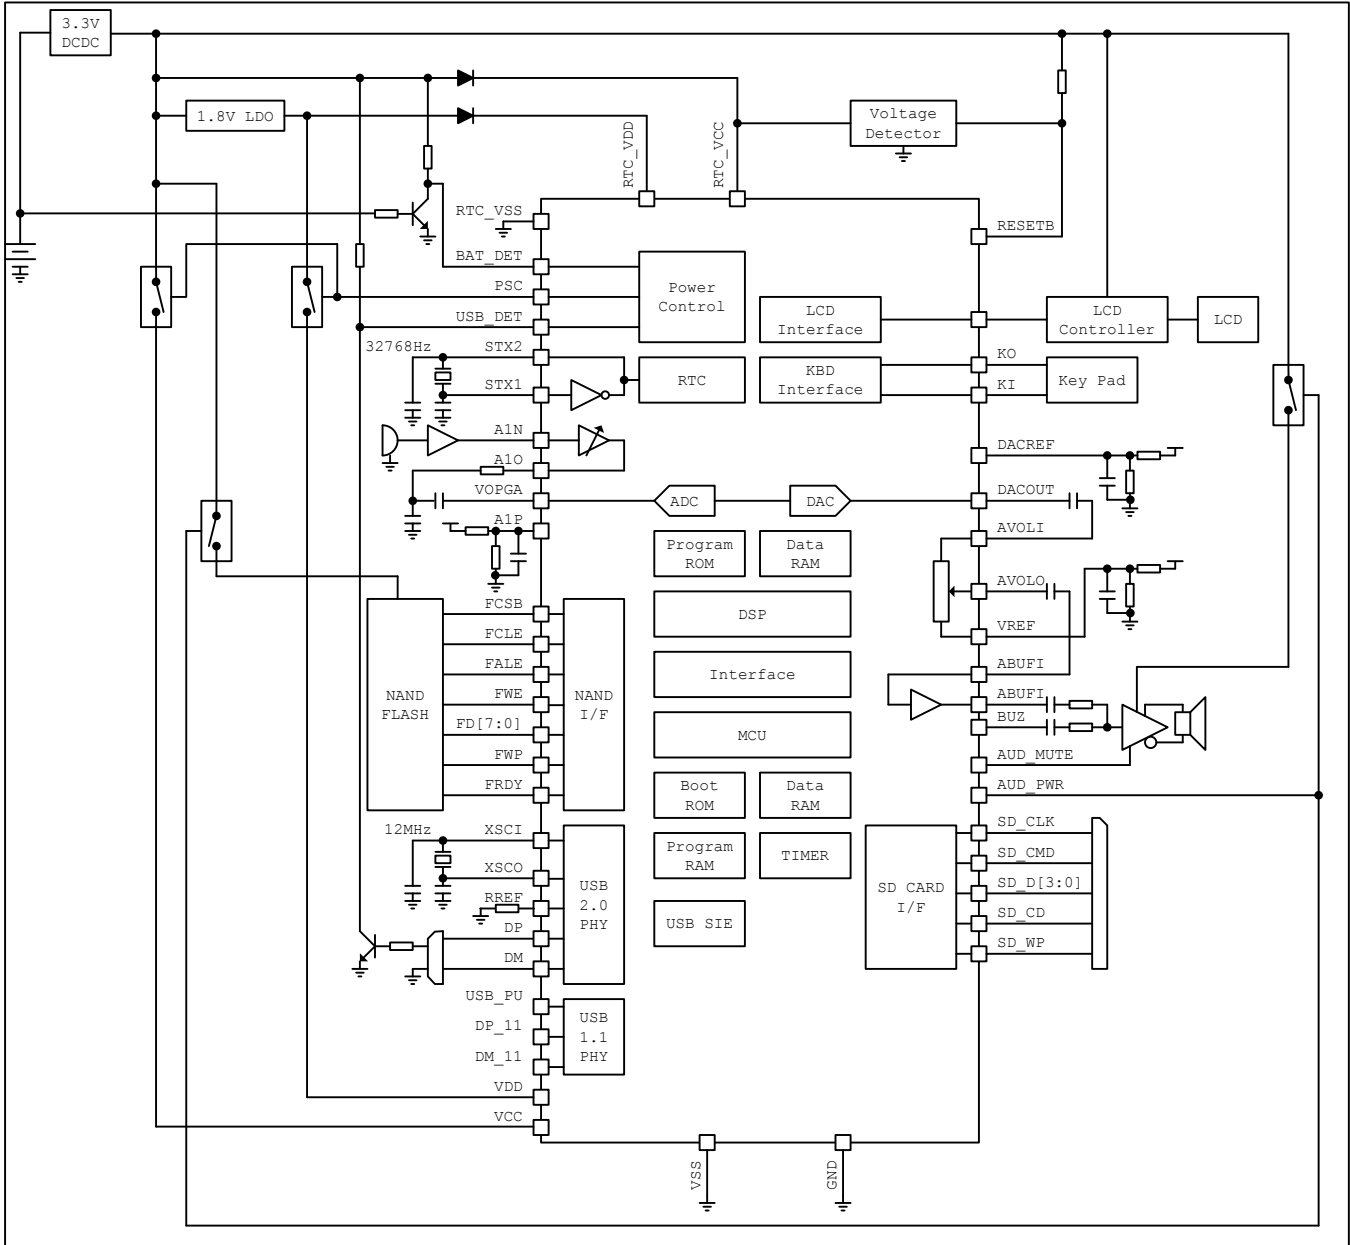 3.3V
DCDC
1.8V LDO
Voltage
Detector
RTC_VDD
RTC_VCC
RTC_VSS
RESETB
BAT_DET
PSC
USB_DET
Power
Control
LCD
Interface
LCD
Controller
LCD
32768Hz
STX2
STX1
RTC
KBD
Interface
KO
KI
Key Pad
A1N
A1O
VOPGA
A1P
ADC
DAC
DACREF
DACOUT
AVOLI
AVOLO
VREF
ABUFI
ABUFI
BUZ
AUD_MUTE
AUD_PWR
Program
ROM
Data
RAM
DSP
Interface
MCU
Boot
ROM
Data
RAM
Program
RAM
TIMER
USB SIE
NAND
FLASH
FCSB
FCLE
FALE
FWE
FD[7:0]
FWP
FRDY
NAND
I/F
12MHz
XSCI
XSCO
RREF
DP
DM
USB
2.0
PHY
SD CARD
I/F
SD_CLK
SD_CMD
SD_D[3:0]
SD_CD
SD_WP
USB_PU
DP_11
DM_11
USB
1.1
PHY
VDD
VCC
VSS
GND